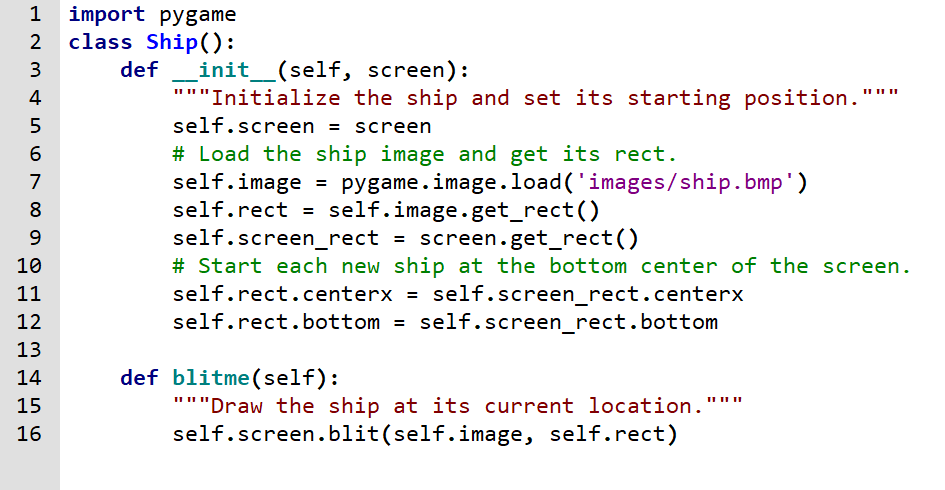 1 import pygame
2 class Ship():
3     def __init__(self, screen):
4         """Initialize the ship and set its starting position."""
5         self.screen = screen
6         # Load the ship image and get its rect.
7         self.image = pygame.image.load('images/ship.bmp')
8         self.rect = self.image.get_rect()
9         self.screen_rect = screen.get_rect()
10         # Start each new ship at the bottom center of the screen.
11         self.rect.centerx = self.screen_rect.centerx
12         self.rect.bottom = self.screen_rect.bottom
13
14     def blitme(self):
15         """Draw the ship at its current location."""
16         self.screen.blit(self.image, self.rect)